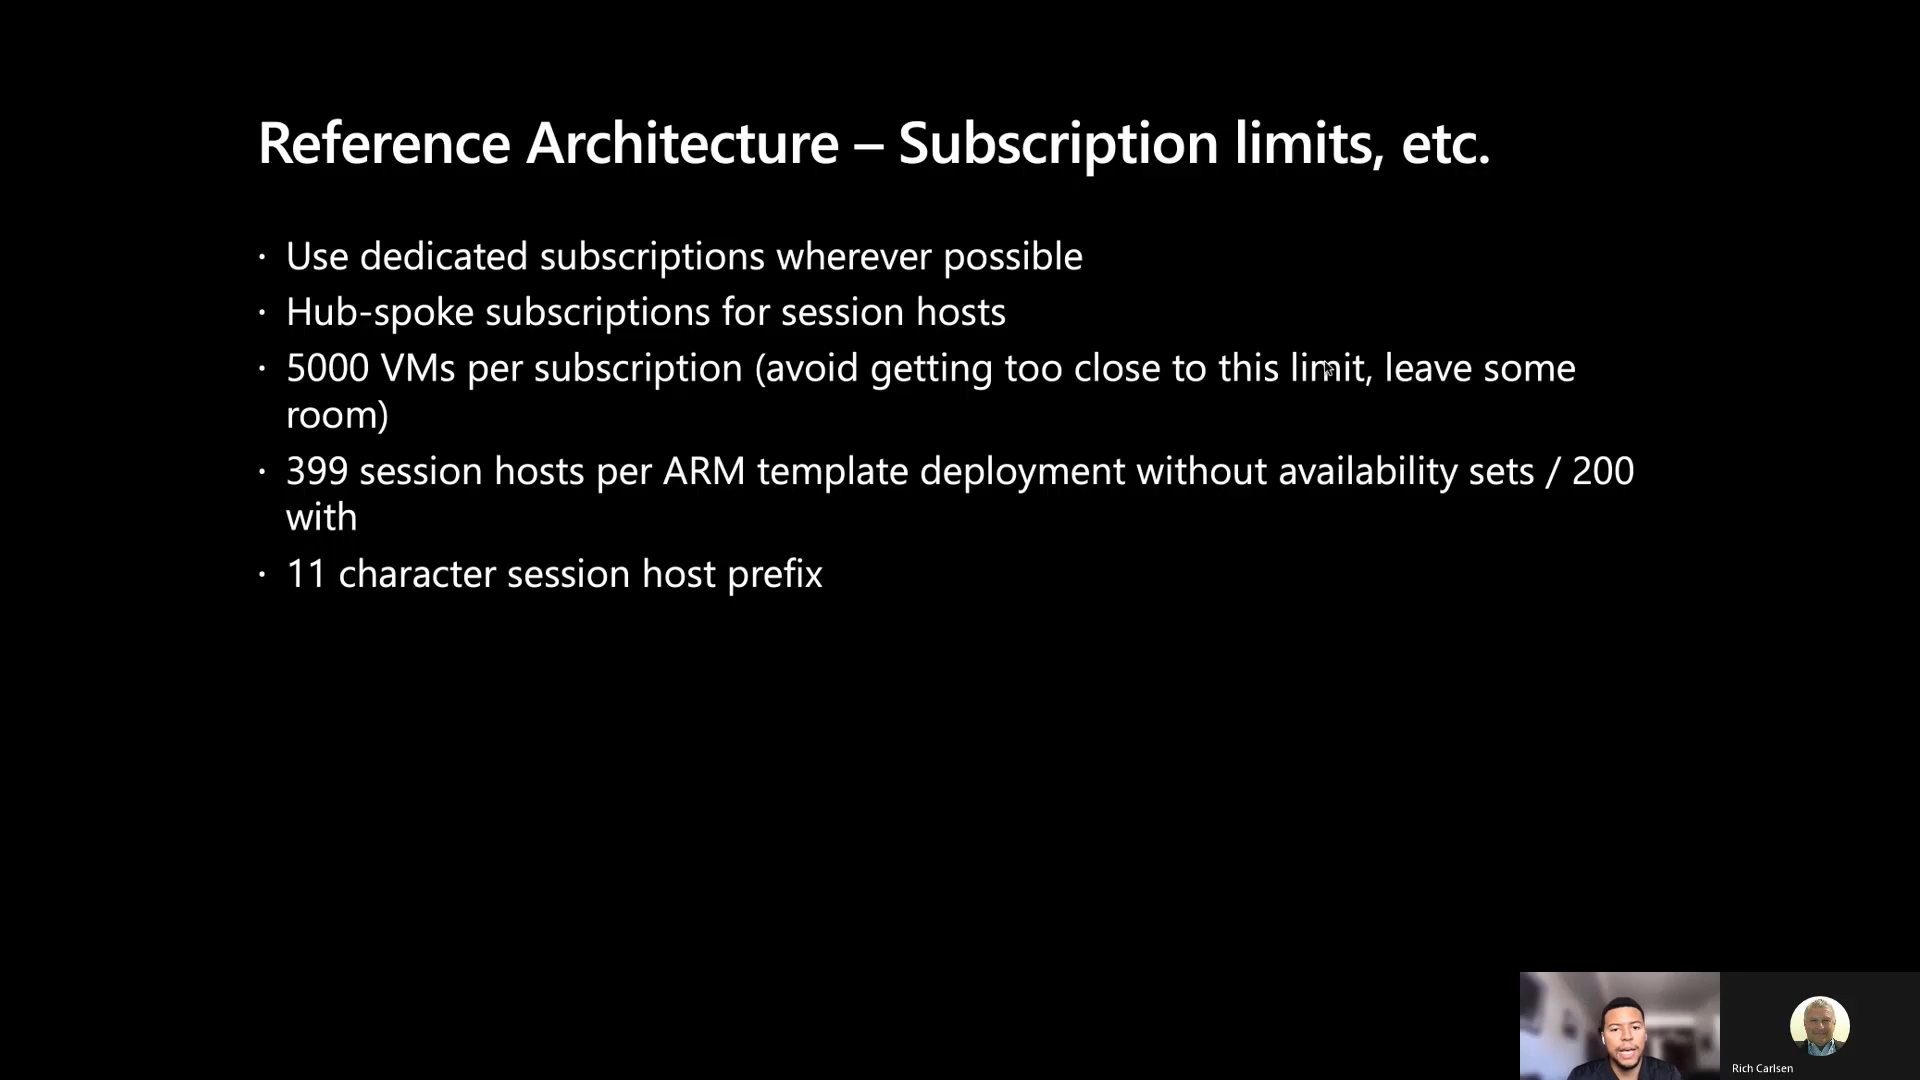 Reference Architecture – Subscription limits, etc.
· Use dedicated subscriptions wherever possible
· Hub-spoke subscriptions for session hosts
· 5000 VMs per subscription (avoid getting too close to this limit, leave some
room)
· 399 session hosts per ARM template deployment without availability sets / 200
with
· 11 character session host prefix
Rich Carlsen